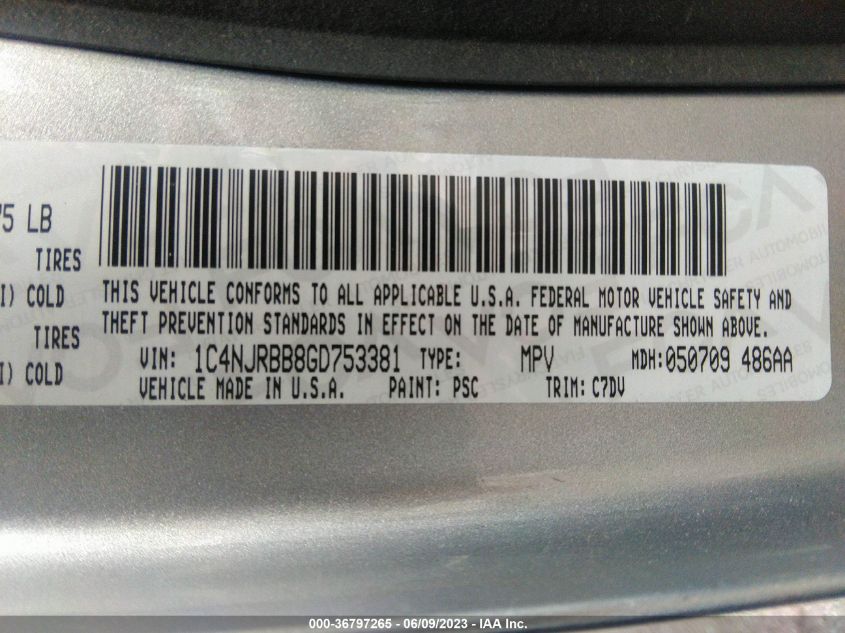 75 LB
TIRES
I) COLD
TIRES
I) COLD
THIS VEHICLE CONFORMS TO ALL APPLICABLE U.S.A. FEDERAL MOTOR VEHICLE SAFETY AND
THEFT PREVENTION STANDARDS IN EFFECT ON THE DATE OF MANUFACTURE SHOWN ABOVE.
VIN: 1C4NJRBB8GD753381 TYPE: MPV MDH:050709 486AA
VEHICLE MADE IN U.S.A. PAINT: PSC TRIM: C7DV
000-36797265 - 06/09/2023 - IAA Inc.